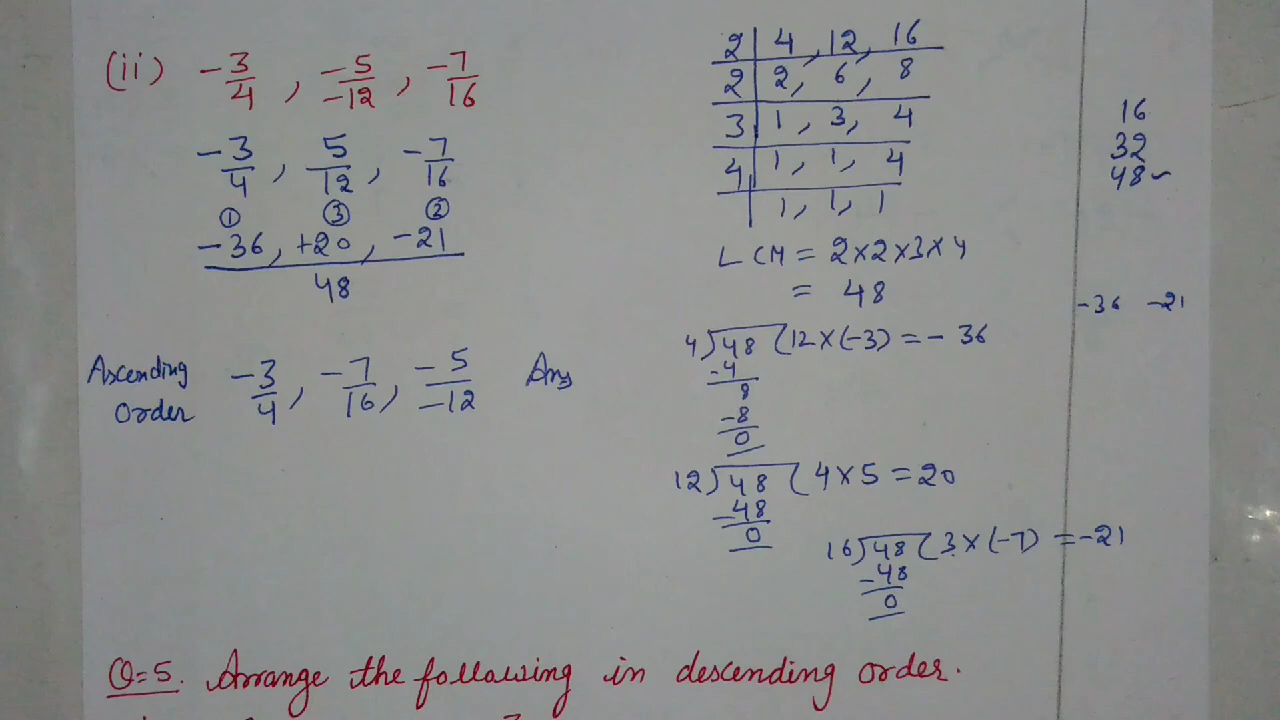 (ii) -3/4 , -5/-12 , -7/16
-3/4 , 5/12 , -7/16
① ③ ②
-36, +20, -21
48
Ascending Order -3/4, -7/16, -5/-12 Ans
2| 4, 12, 16
2| 2, 6, 8
3| 1, 3, 4
4| 1, 1, 4
| 1, 1, 1
LCM = 2×2×3×4
= 48
4)48(12×(-3) = -36
-4
8
-8
0
12)48(4×5 = 20
-48
0
16)48(3×(-7) = -21
-48
0
16
32
48
-36 -21
Q=5. Arrange the following in descending order.